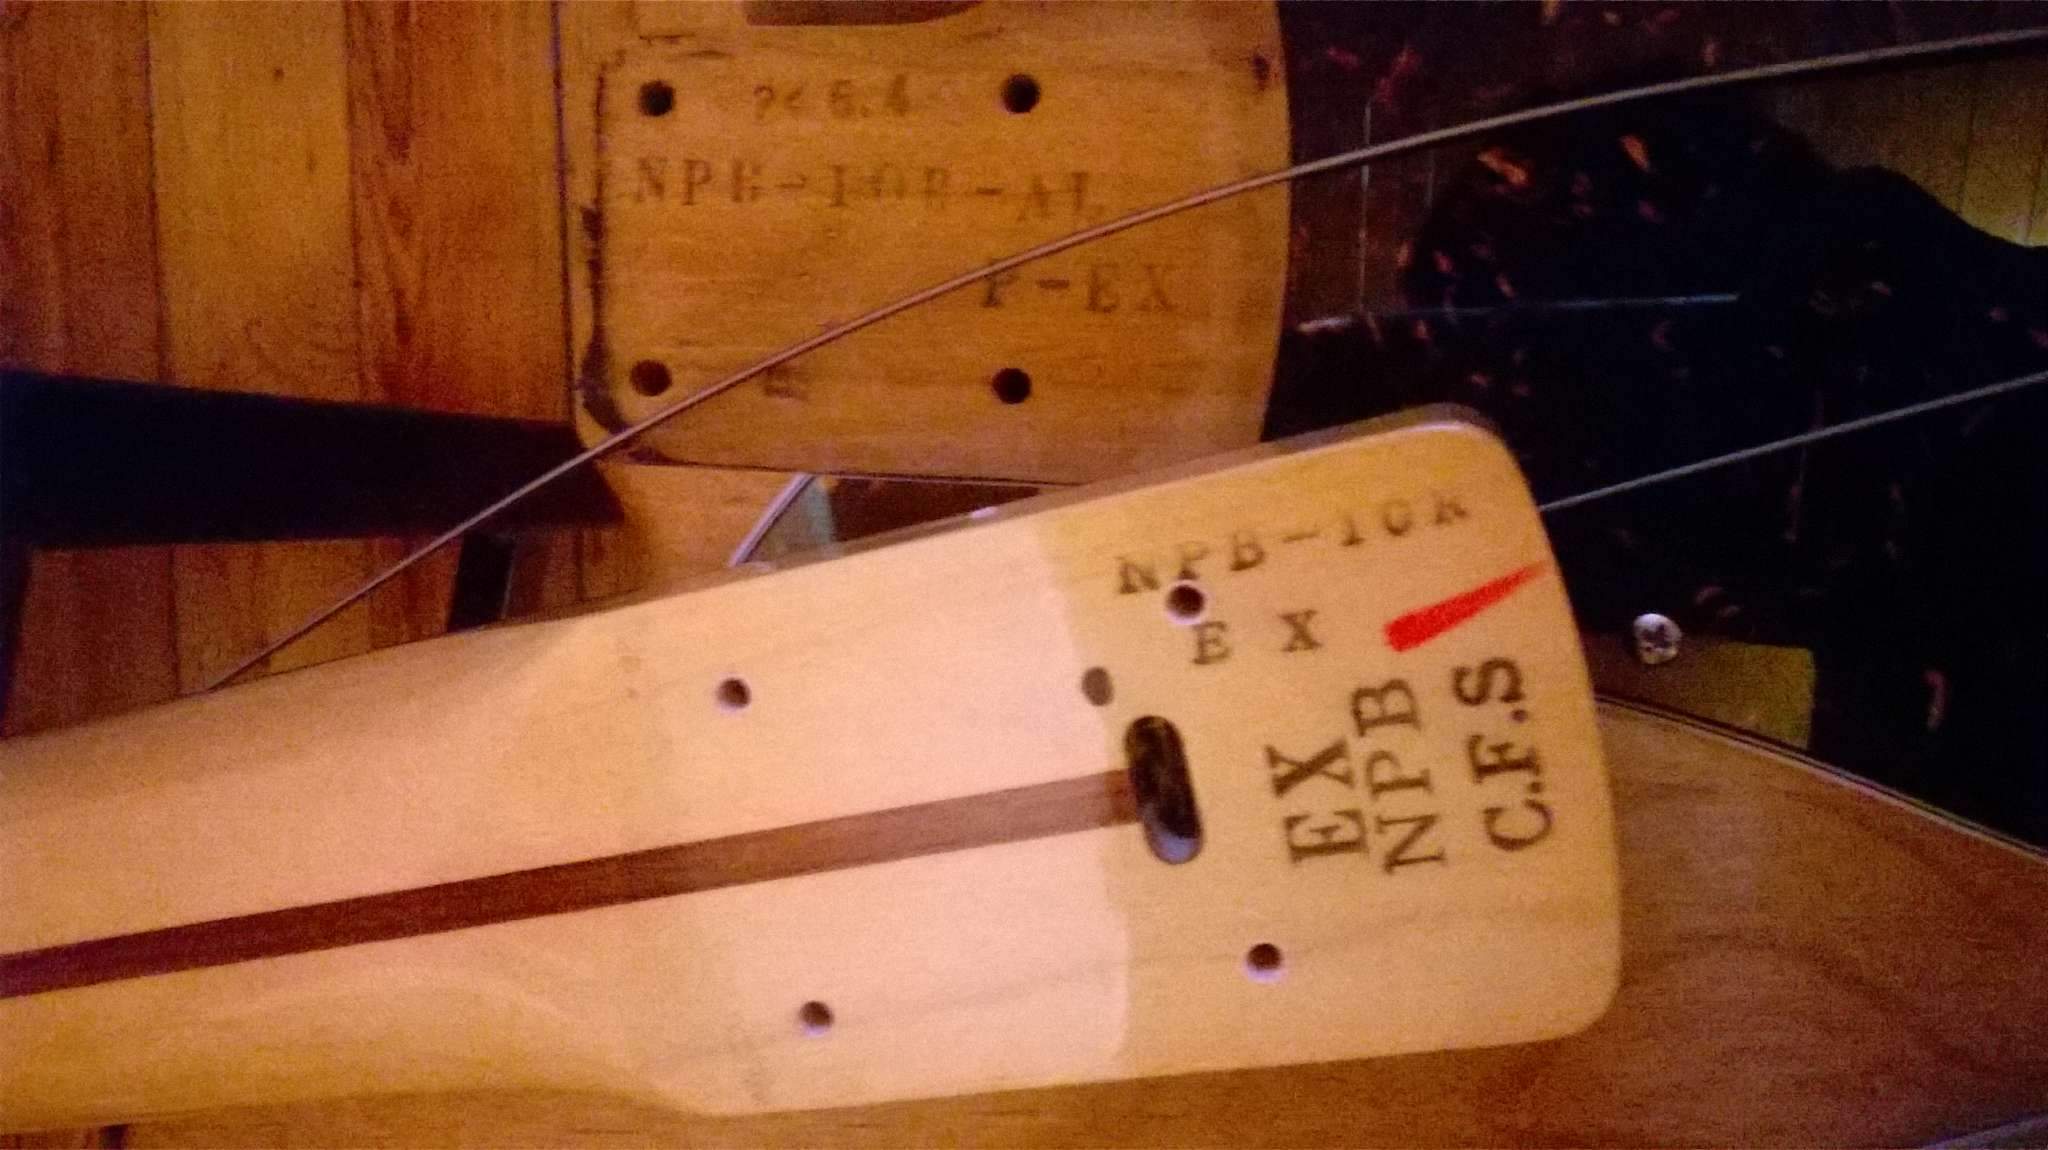 NPB-10R-AL
P-EX
NPB-10R
E X
EX
NPB
C.F.S